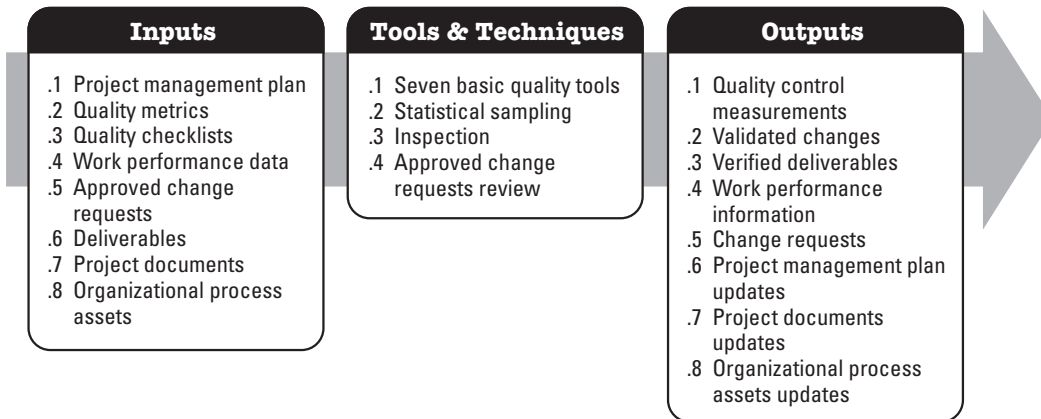 Inputs
.1 Project management plan
.2 Quality metrics
.3 Quality checklists
.4 Work performance data
.5 Approved change
requests
.6 Deliverables
.7 Project documents
.8 Organizational process
assets
Tools & Techniques
.1 Seven basic quality tools
.2 Statistical sampling
.3 Inspection
.4 Approved change
requests review
Outputs
.1 Quality control
measurements
.2 Validated changes
.3 Verified deliverables
.4 Work performance
information
.5 Change requests
.6 Project management plan
updates
.7 Project documents
updates
.8 Organizational process
assets updates